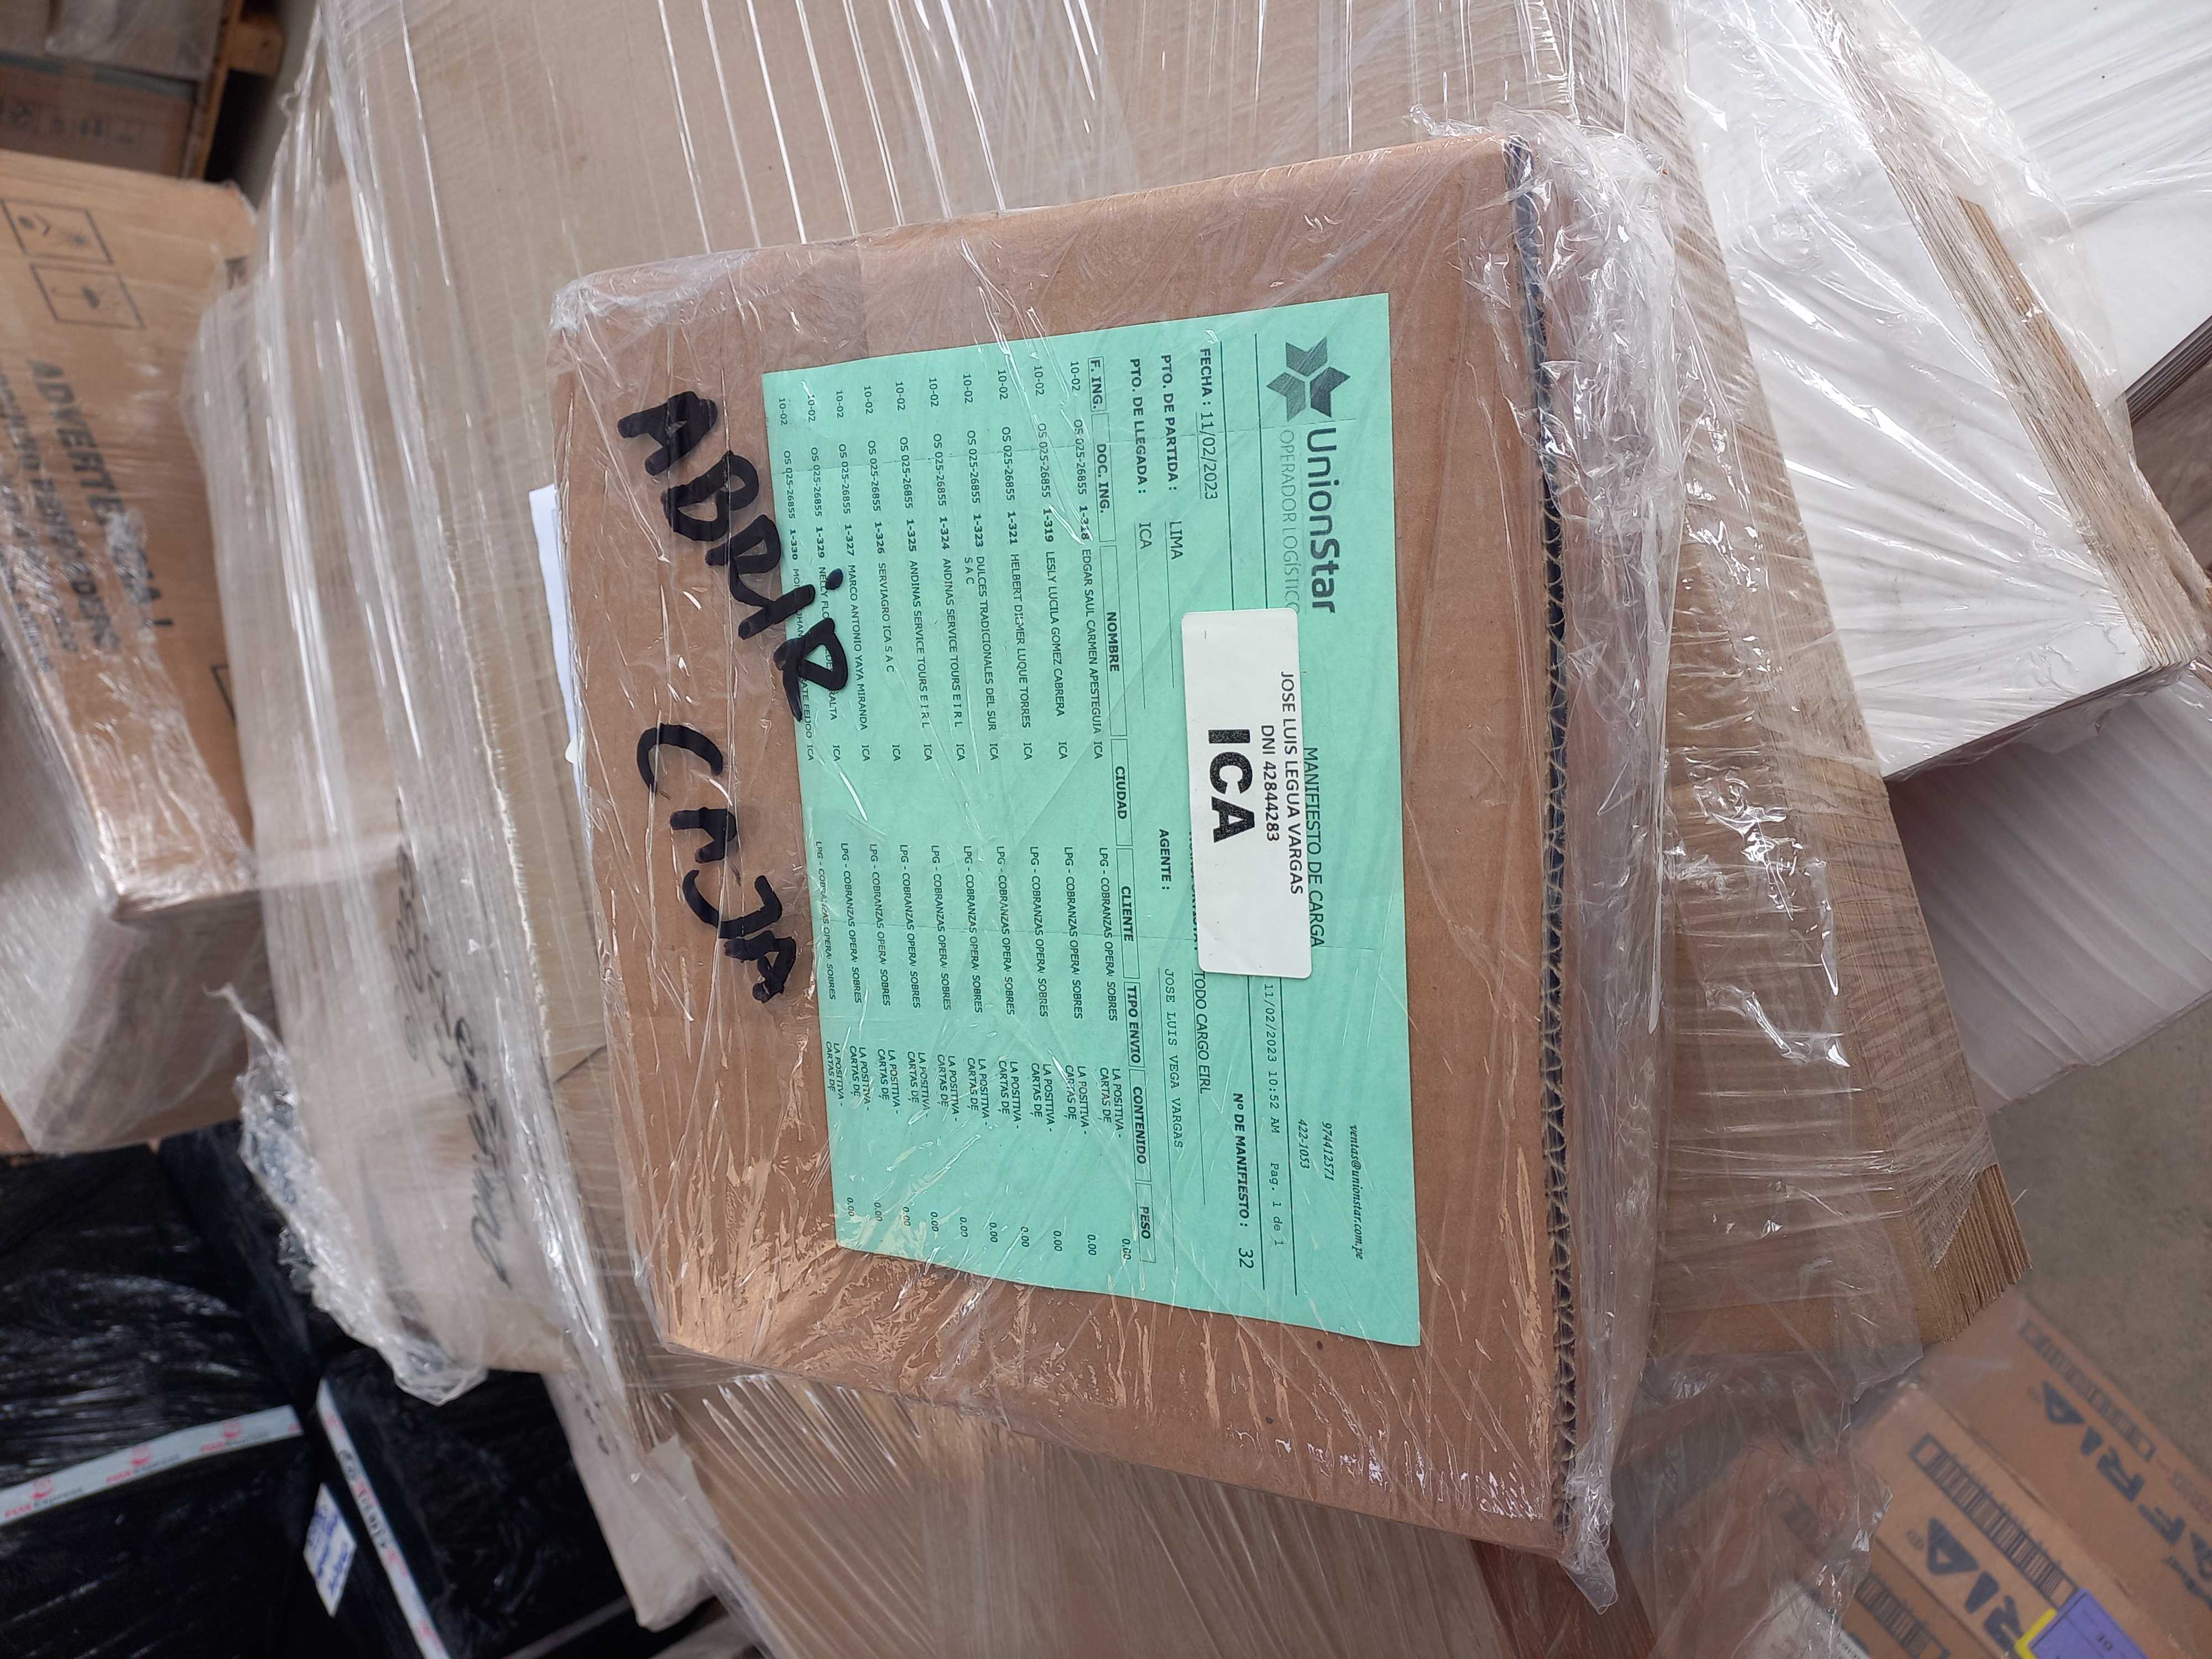 UnionStar
OPERADOR LOGÍSTICO
ventas@unionstar.com.pe
974412571
422-1053
MANIFIESTO DE CARGA
11/02/2023 10:52 AM Pag. 1 de 1
JOSE LUIS LEGUA VARGAS
DNI 42844283
ICA
FECHA : 11/02/2023
Nº DE MANIFIESTO : 32
PTO. DE PARTIDA : LIMA
TODO CARGO EIRL
PTO. DE LLEGADA : ICA
AGENTE : JOSE LUIS VEGA VARGAS
F. ING. DOC. ING. NOMBRE CIUDAD CLIENTE TIPO ENVIO CONTENIDO PESO
10-02 OS 025-26855 1-318 EDGAR SAUL CARMEN APESTEGUIA ICA LPG - COBRANZAS OPERA SOBRES LA POSITIVA - CARTAS DE 0.00
10-02 OS 025-26855 1-319 LESLY LUCILA GOMEZ CABRERA ICA LPG - COBRANZAS OPERA SOBRES LA POSITIVA - CARTAS DE 0.00
10-02 OS 025-26855 1-321 HELBERT DILMER LUQUE TORRES ICA LPG - COBRANZAS OPERA SOBRES LA POSITIVA - CARTAS DE 0.00
10-02 OS 025-26855 1-323 DULCES TRADICIONALES DEL SUR S A C ICA LPG - COBRANZAS OPERA SOBRES LA POSITIVA - CARTAS DE 0.00
10-02 OS 025-26855 1-324 ANDINAS SERVICE TOURS E I R L ICA LPG - COBRANZAS OPERA SOBRES LA POSITIVA - CARTAS DE 0.00
10-02 OS 025-26855 1-325 ANDINAS SERVICE TOURS E I R L ICA LPG - COBRANZAS OPERA SOBRES LA POSITIVA - CARTAS DE 0.00
10-02 OS 025-26855 1-326 SERVIAGRO ICA S A C ICA LPG - COBRANZAS OPERA SOBRES LA POSITIVA - CARTAS DE 0.00
10-02 OS 025-26855 1-327 MARCO ANTONIO YAYA MIRANDA ICA LPG - COBRANZAS OPERA SOBRES LA POSITIVA - CARTAS DE 0.00
10-02 OS 025-26855 1-329 NELLY ICA LPG - COBRANZAS OPERA SOBRES LA POSITIVA - CARTAS DE 0.00
10-02 OS 025-26855 1-330 ICA LPG - COBRANZAS OPERA SOBRES LA POSITIVA - CARTAS DE 0.00
ABRIR CAJA